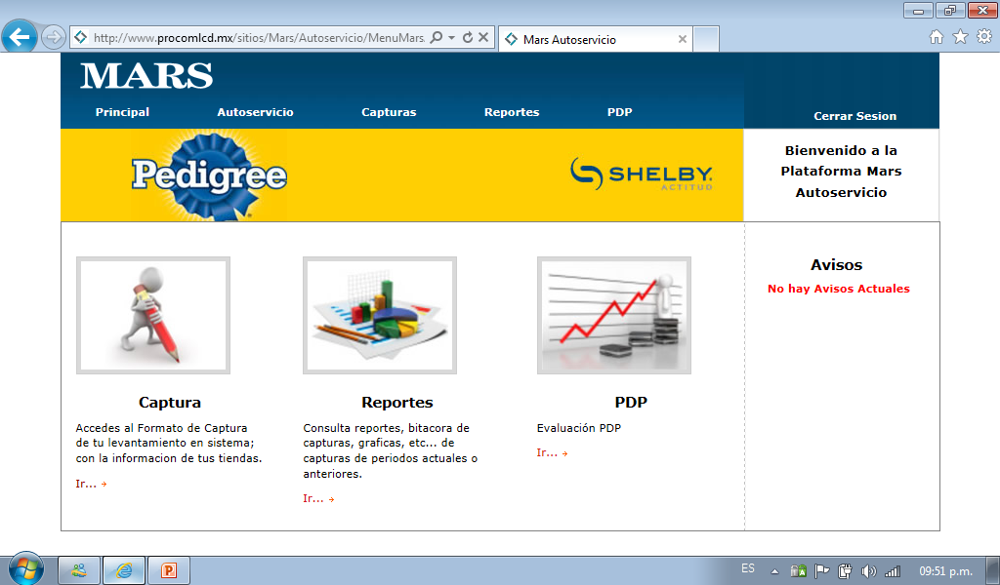 http://www.procomlcd.mx/sitios/Mars/Autoservicio/MenuMars.
Mars Autoservicio
MARS
Principal Autoservicio Capturas Reportes PDP
Cerrar Sesion
Pedigree
SHELBY
ACTITUD
Bienvenido a la
Plataforma Mars
Autoservicio
Captura
Accedes al Formato de Captura
de tu levantamiento en sistema;
con la informacion de tus tiendas.
Ir...
Reportes
Consulta reportes, bitacora de
capturas, graficas, etc... de
capturas de periodos actuales o
anteriores.
Ir...
PDP
Evaluación PDP
Ir...
Avisos
No hay Avisos Actuales
ES
09:51 p.m.